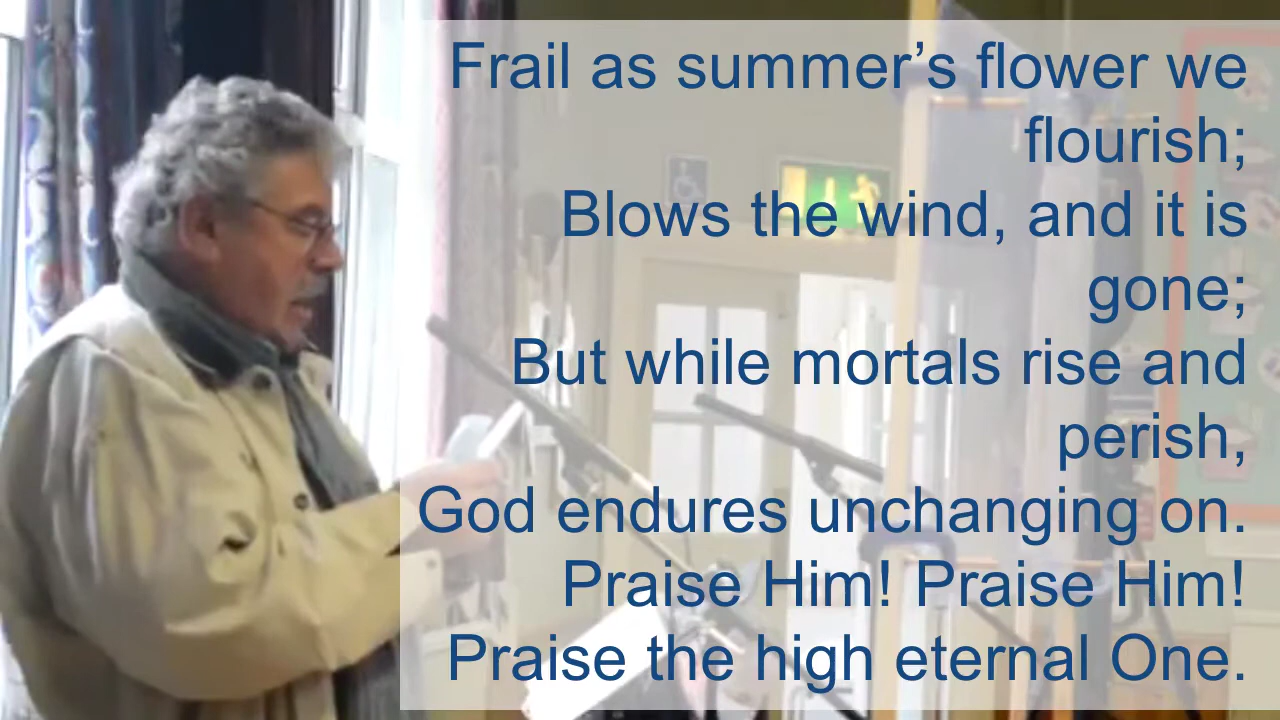 Frail as summer’s flower we
flourish;
Blows the wind, and it is
gone;
But while mortals rise and
perish,
God endures unchanging on.
Praise Him! Praise Him!
Praise the high eternal One.